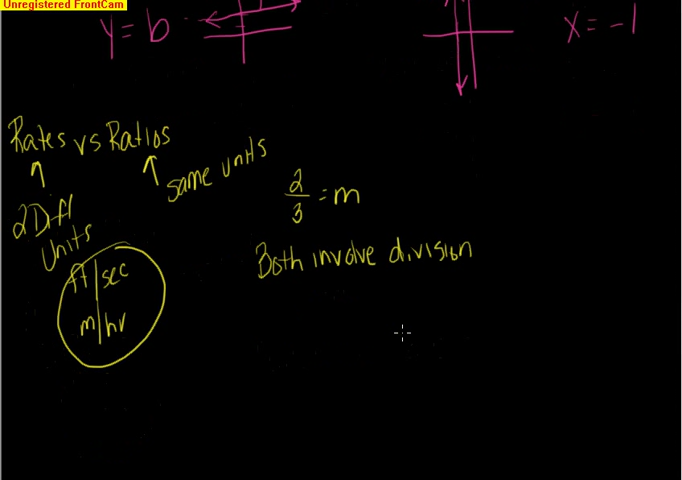 Unregistered FrontCam
y = b
x = -1
Rates vs Ratios
same units
2 Diff
Units
ft/sec
m/hr
2/3 = m
Both involve division